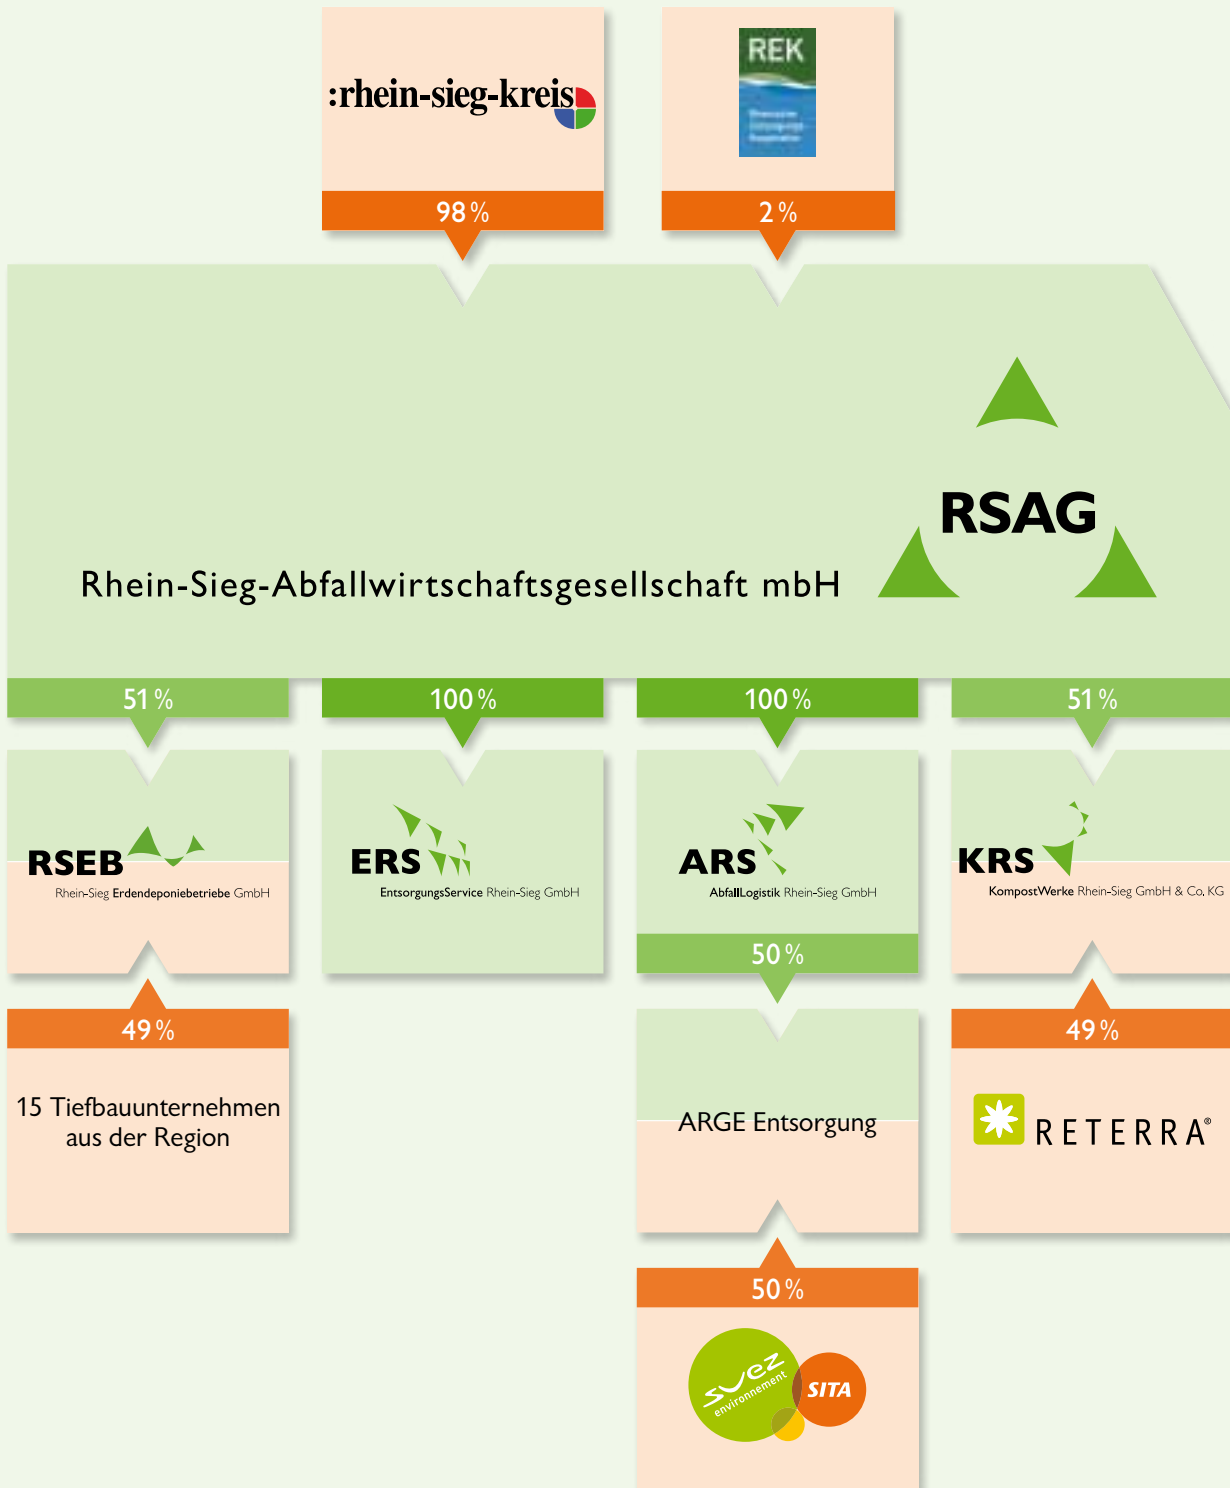 :rhein-sieg-kreis
REK
98 %
2 %
RSAG
Rhein-Sieg-Abfallwirtschaftsgesellschaft mbH
51 %
100 %
100 %
51 %
RSEB
Rhein-Sieg Erdendeponiebetriebe GmbH
ERS
EntsorgungsService Rhein-Sieg GmbH
ARS
AbfallLogistik Rhein-Sieg GmbH
KRS
KompostWerke Rhein-Sieg GmbH & Co. KG
50 %
49 %
15 Tiefbauunternehmen
aus der Region
ARGE Entsorgung
49 %
RETERRA®
50 %
suez
environnement
SITA